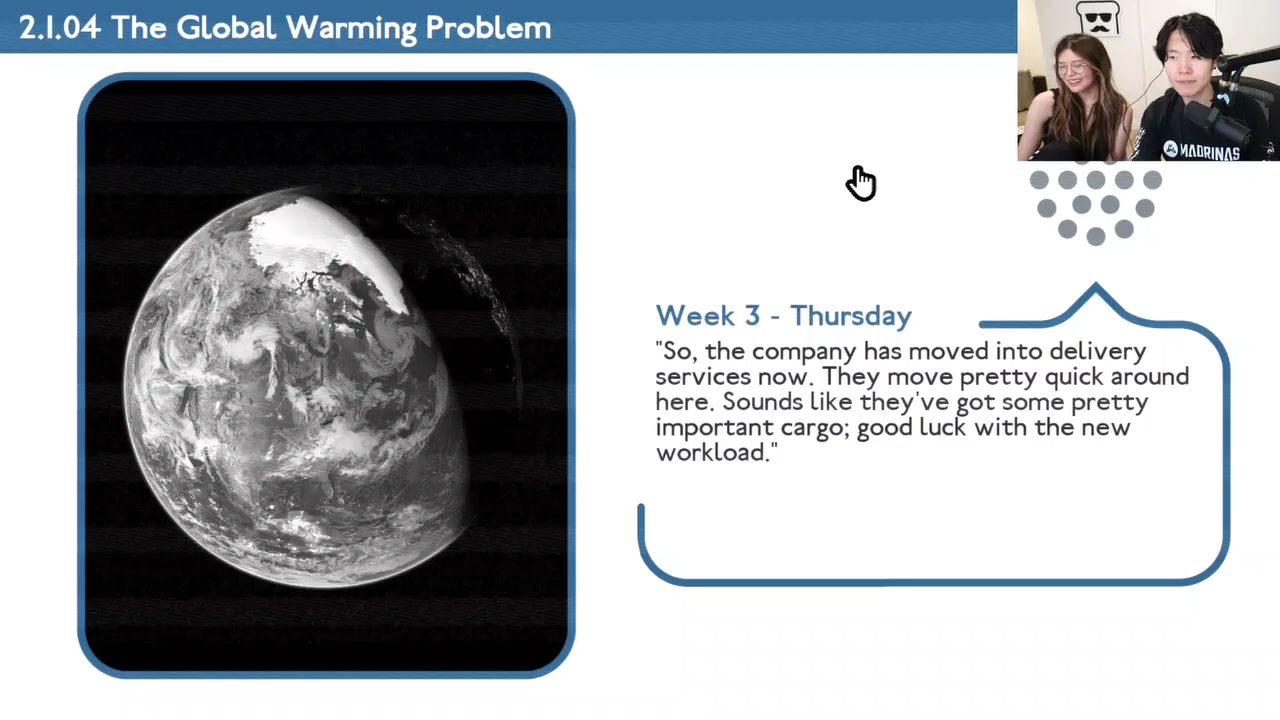 2.1.04 The Global Warming Problem
MADRINAS
Week 3 - Thursday
"So, the company has moved into delivery
services now. They move pretty quick around
here. Sounds like they've got some pretty
important cargo; good luck with the new
workload."